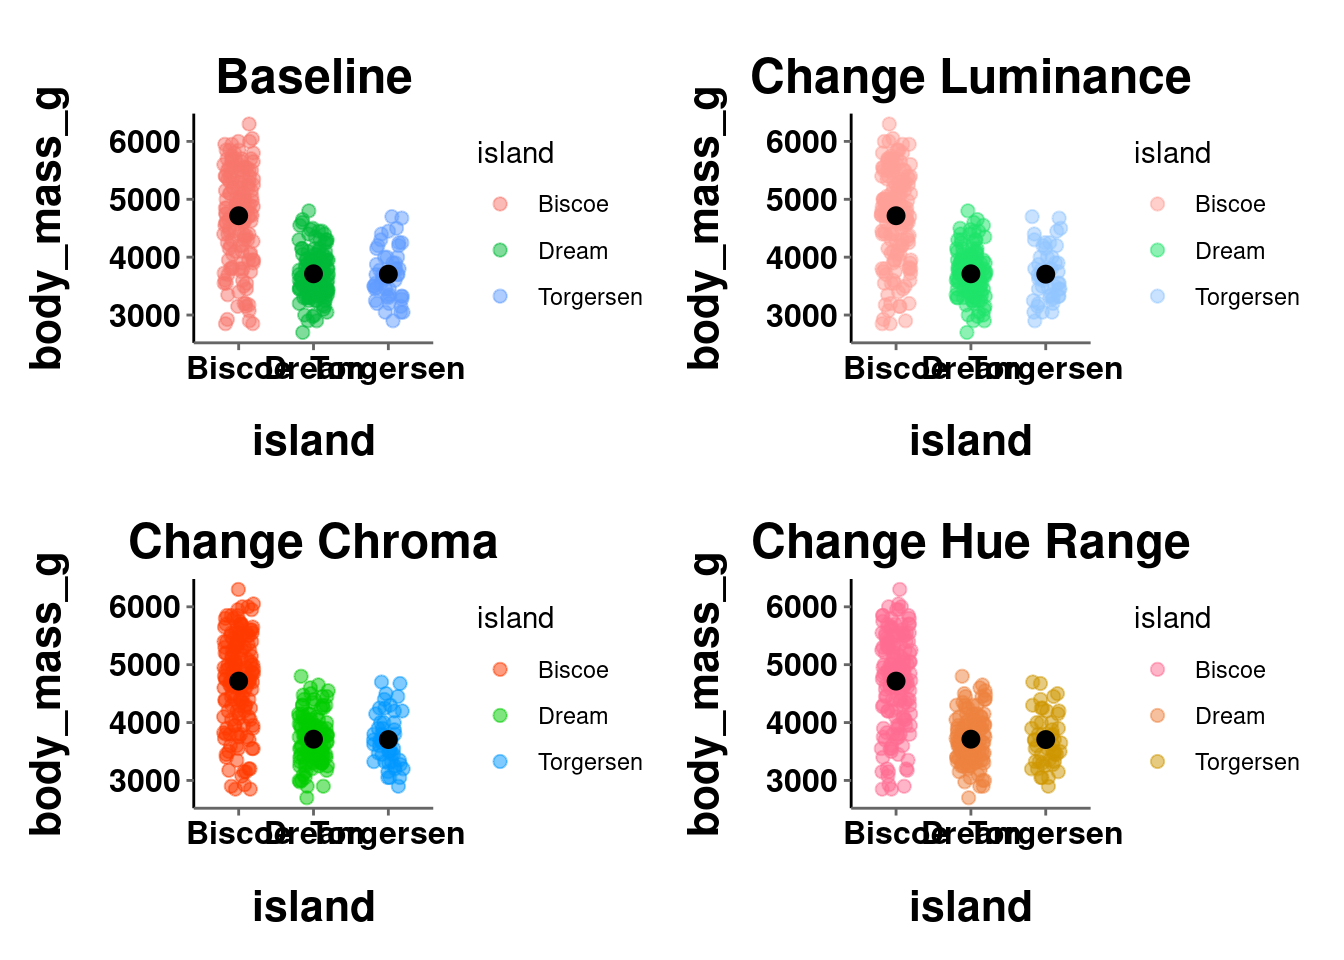 Baseline
body_mass_g
6000
5000
4000
3000
Biscoe Dream Torgersen
island
island
Biscoe
Dream
Torgersen
Change Luminance
body_mass_g
6000
5000
4000
3000
Biscoe Dream Torgersen
island
island
Biscoe
Dream
Torgersen
Change Chroma
body_mass_g
6000
5000
4000
3000
Biscoe Dream Torgersen
island
island
Biscoe
Dream
Torgersen
Change Hue Range
body_mass_g
6000
5000
4000
3000
Biscoe Dream Torgersen
island
island
Biscoe
Dream
Torgersen